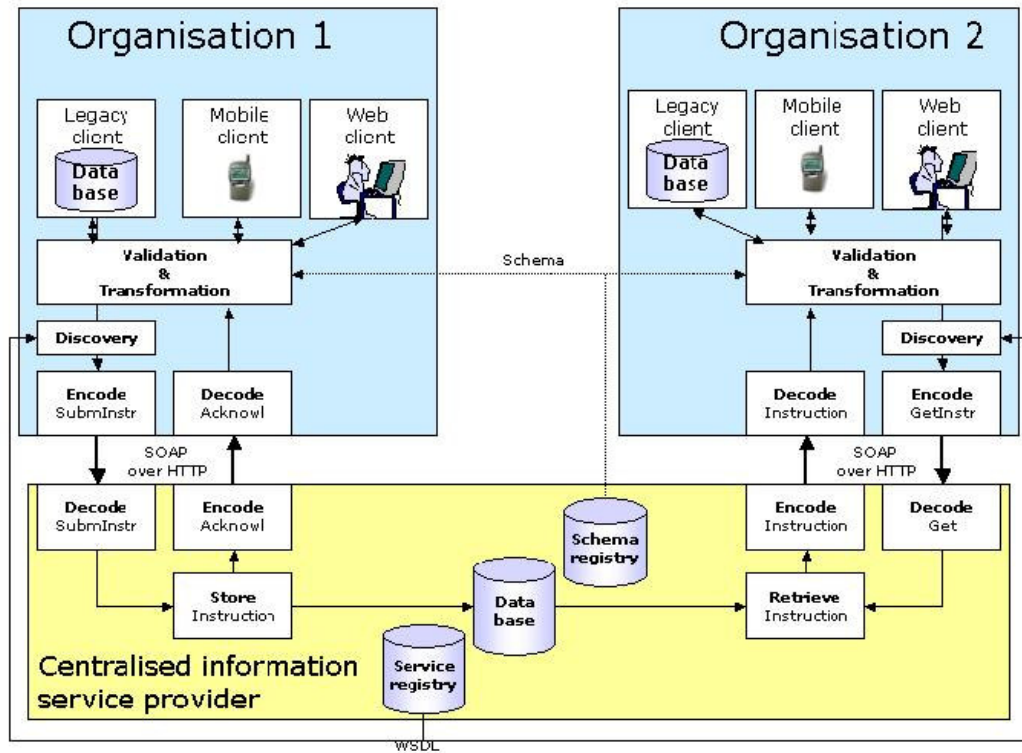 Organisation 1
Organisation 2
Legacy
client
Data
base
Mobile
client
Web
client
Legacy
client
Data
base
Mobile
client
Web
client
Validation
&
Transformation
Schema
Validation
&
Transformation
Discovery
Discovery
Encode
SubmInstr
Decode
Acknowl
Decode
Instruction
Encode
GetInstr
SOAP
over HTTP
SOAP
over HTTP
Decode
SubmInstr
Encode
Acknowl
Schema
registry
Encode
Instruction
Decode
Get
Store
Instruction
Data
base
Retrieve
Instruction
Service
registry
Centralised information
service provider
WSDL